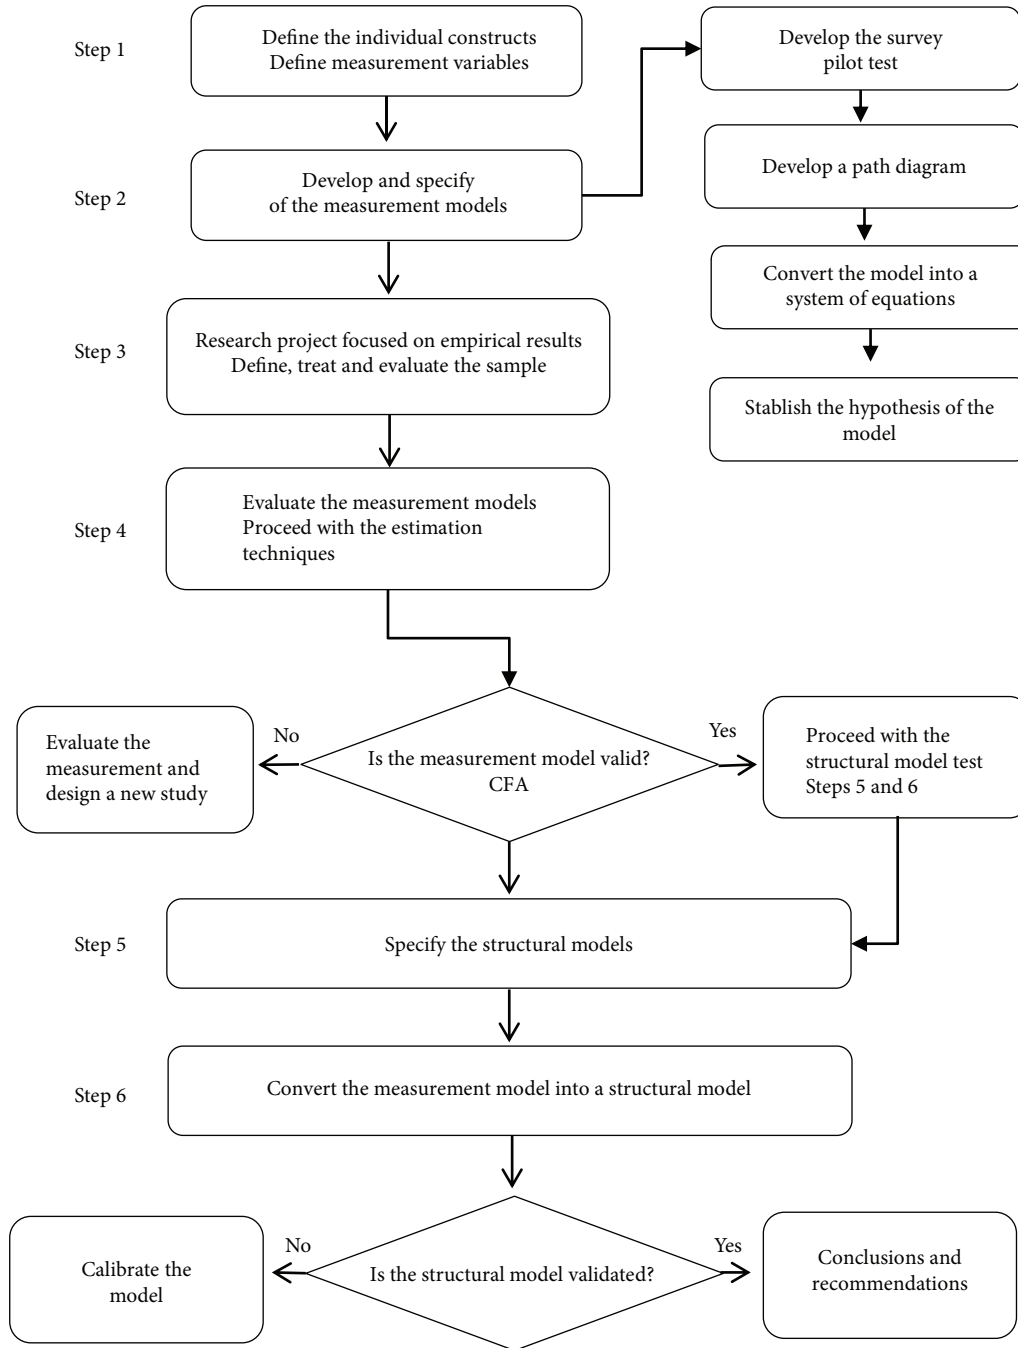 Step 1
Define the individual constructs
Define measurement variables
Develop the survey
pilot test
Step 2
Develop and specify
of the measurement models
Develop a path diagram
Convert the model into a
system of equations
Step 3
Research project focused on empirical results
Define, treat and evaluate the sample
Stablish the hypothesis of the
model
Step 4
Evaluate the measurement models
Proceed with the estimation
techniques
Evaluate the
measurement and
design a new study
No
Is the measurement model valid?
CFA
Yes
Proceed with the
structural model test
Steps 5 and 6
Step 5
Specify the structural models
Step 6
Convert the measurement model into a structural model
Calibrate the
model
No
Is the structural model validated?
Yes
Conclusions and
recommendations